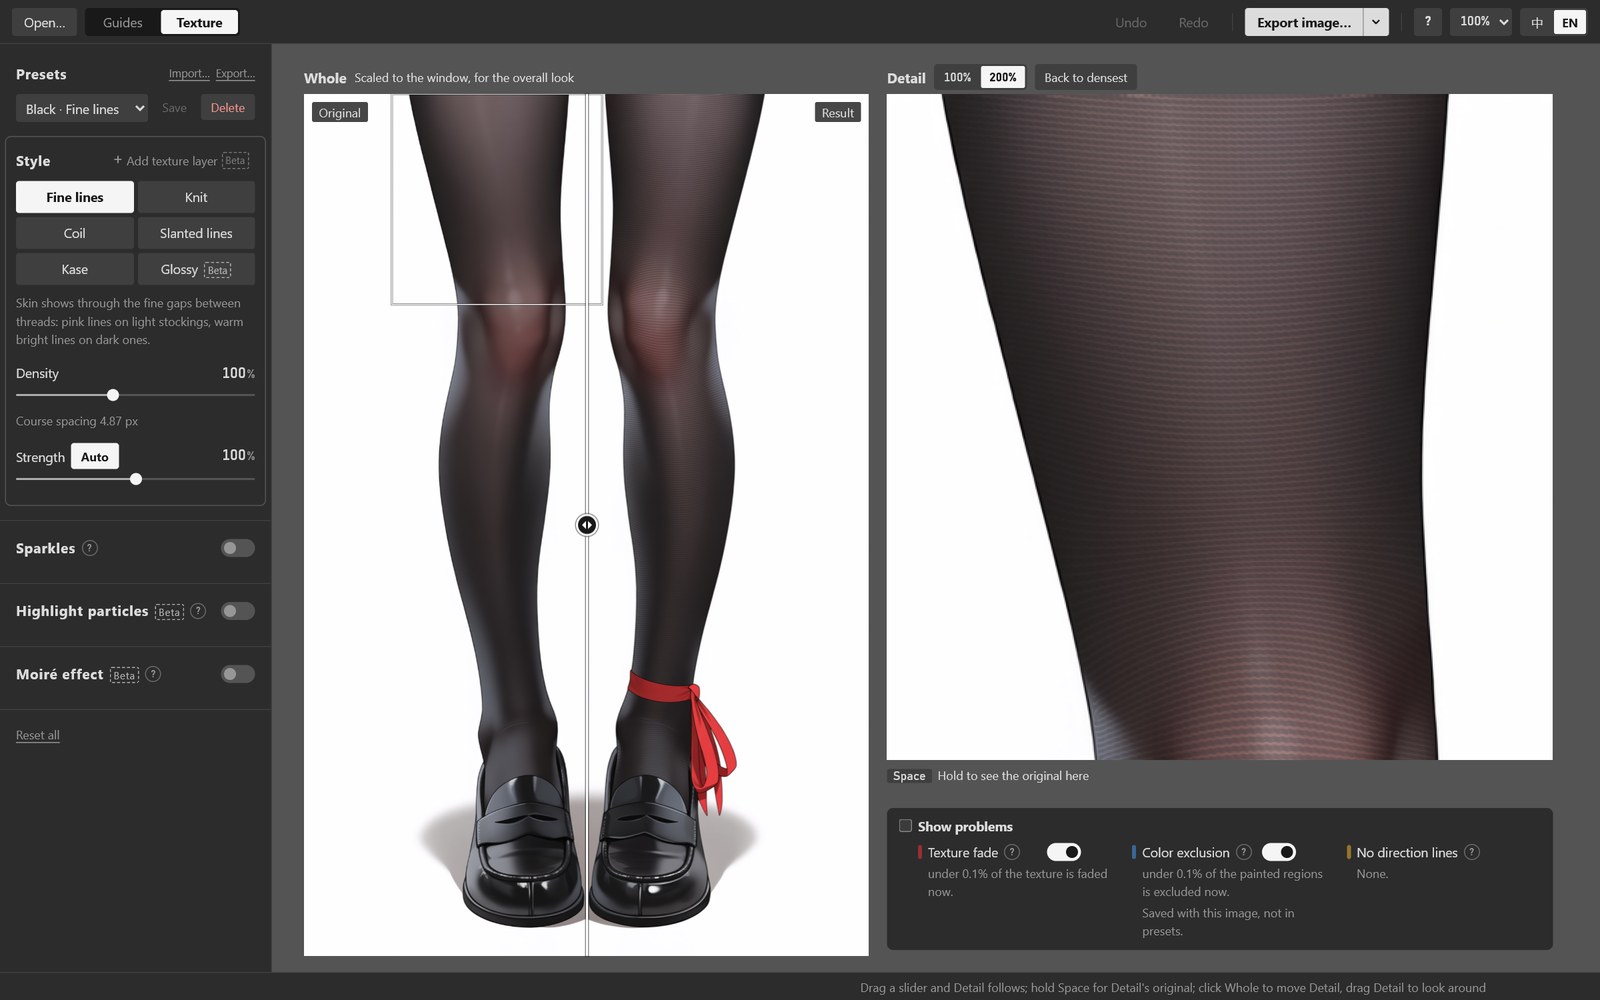 Open...
Guides
Texture
Undo
Redo
Export image...
?
100%
中
EN
Presets
Import...
Export...
Black · Fine lines
Save
Delete
Style
+ Add texture layer Beta
Fine lines
Knit
Coil
Slanted lines
Kase
Glossy Beta
Skin shows through the fine gaps between
threads: pink lines on light stockings, warm
bright lines on dark ones.
Density
100%
Course spacing 4.87 px
Strength
Auto
100%
Sparkles ?
Highlight particles Beta ?
Moiré effect Beta ?
Reset all
Whole Scaled to the window, for the overall look
Original
Result
Detail
100%
200%
Back to densest
Space Hold to see the original here
Show problems
Texture fade ?
under 0.1% of the texture is faded
now.
Color exclusion ?
under 0.1% of the painted regions
is excluded now.
Saved with this image, not in
presets.
No direction lines ?
None.
Drag a slider and Detail follows; hold Space for Detail's original; click Whole to move Detail, drag Detail to look around